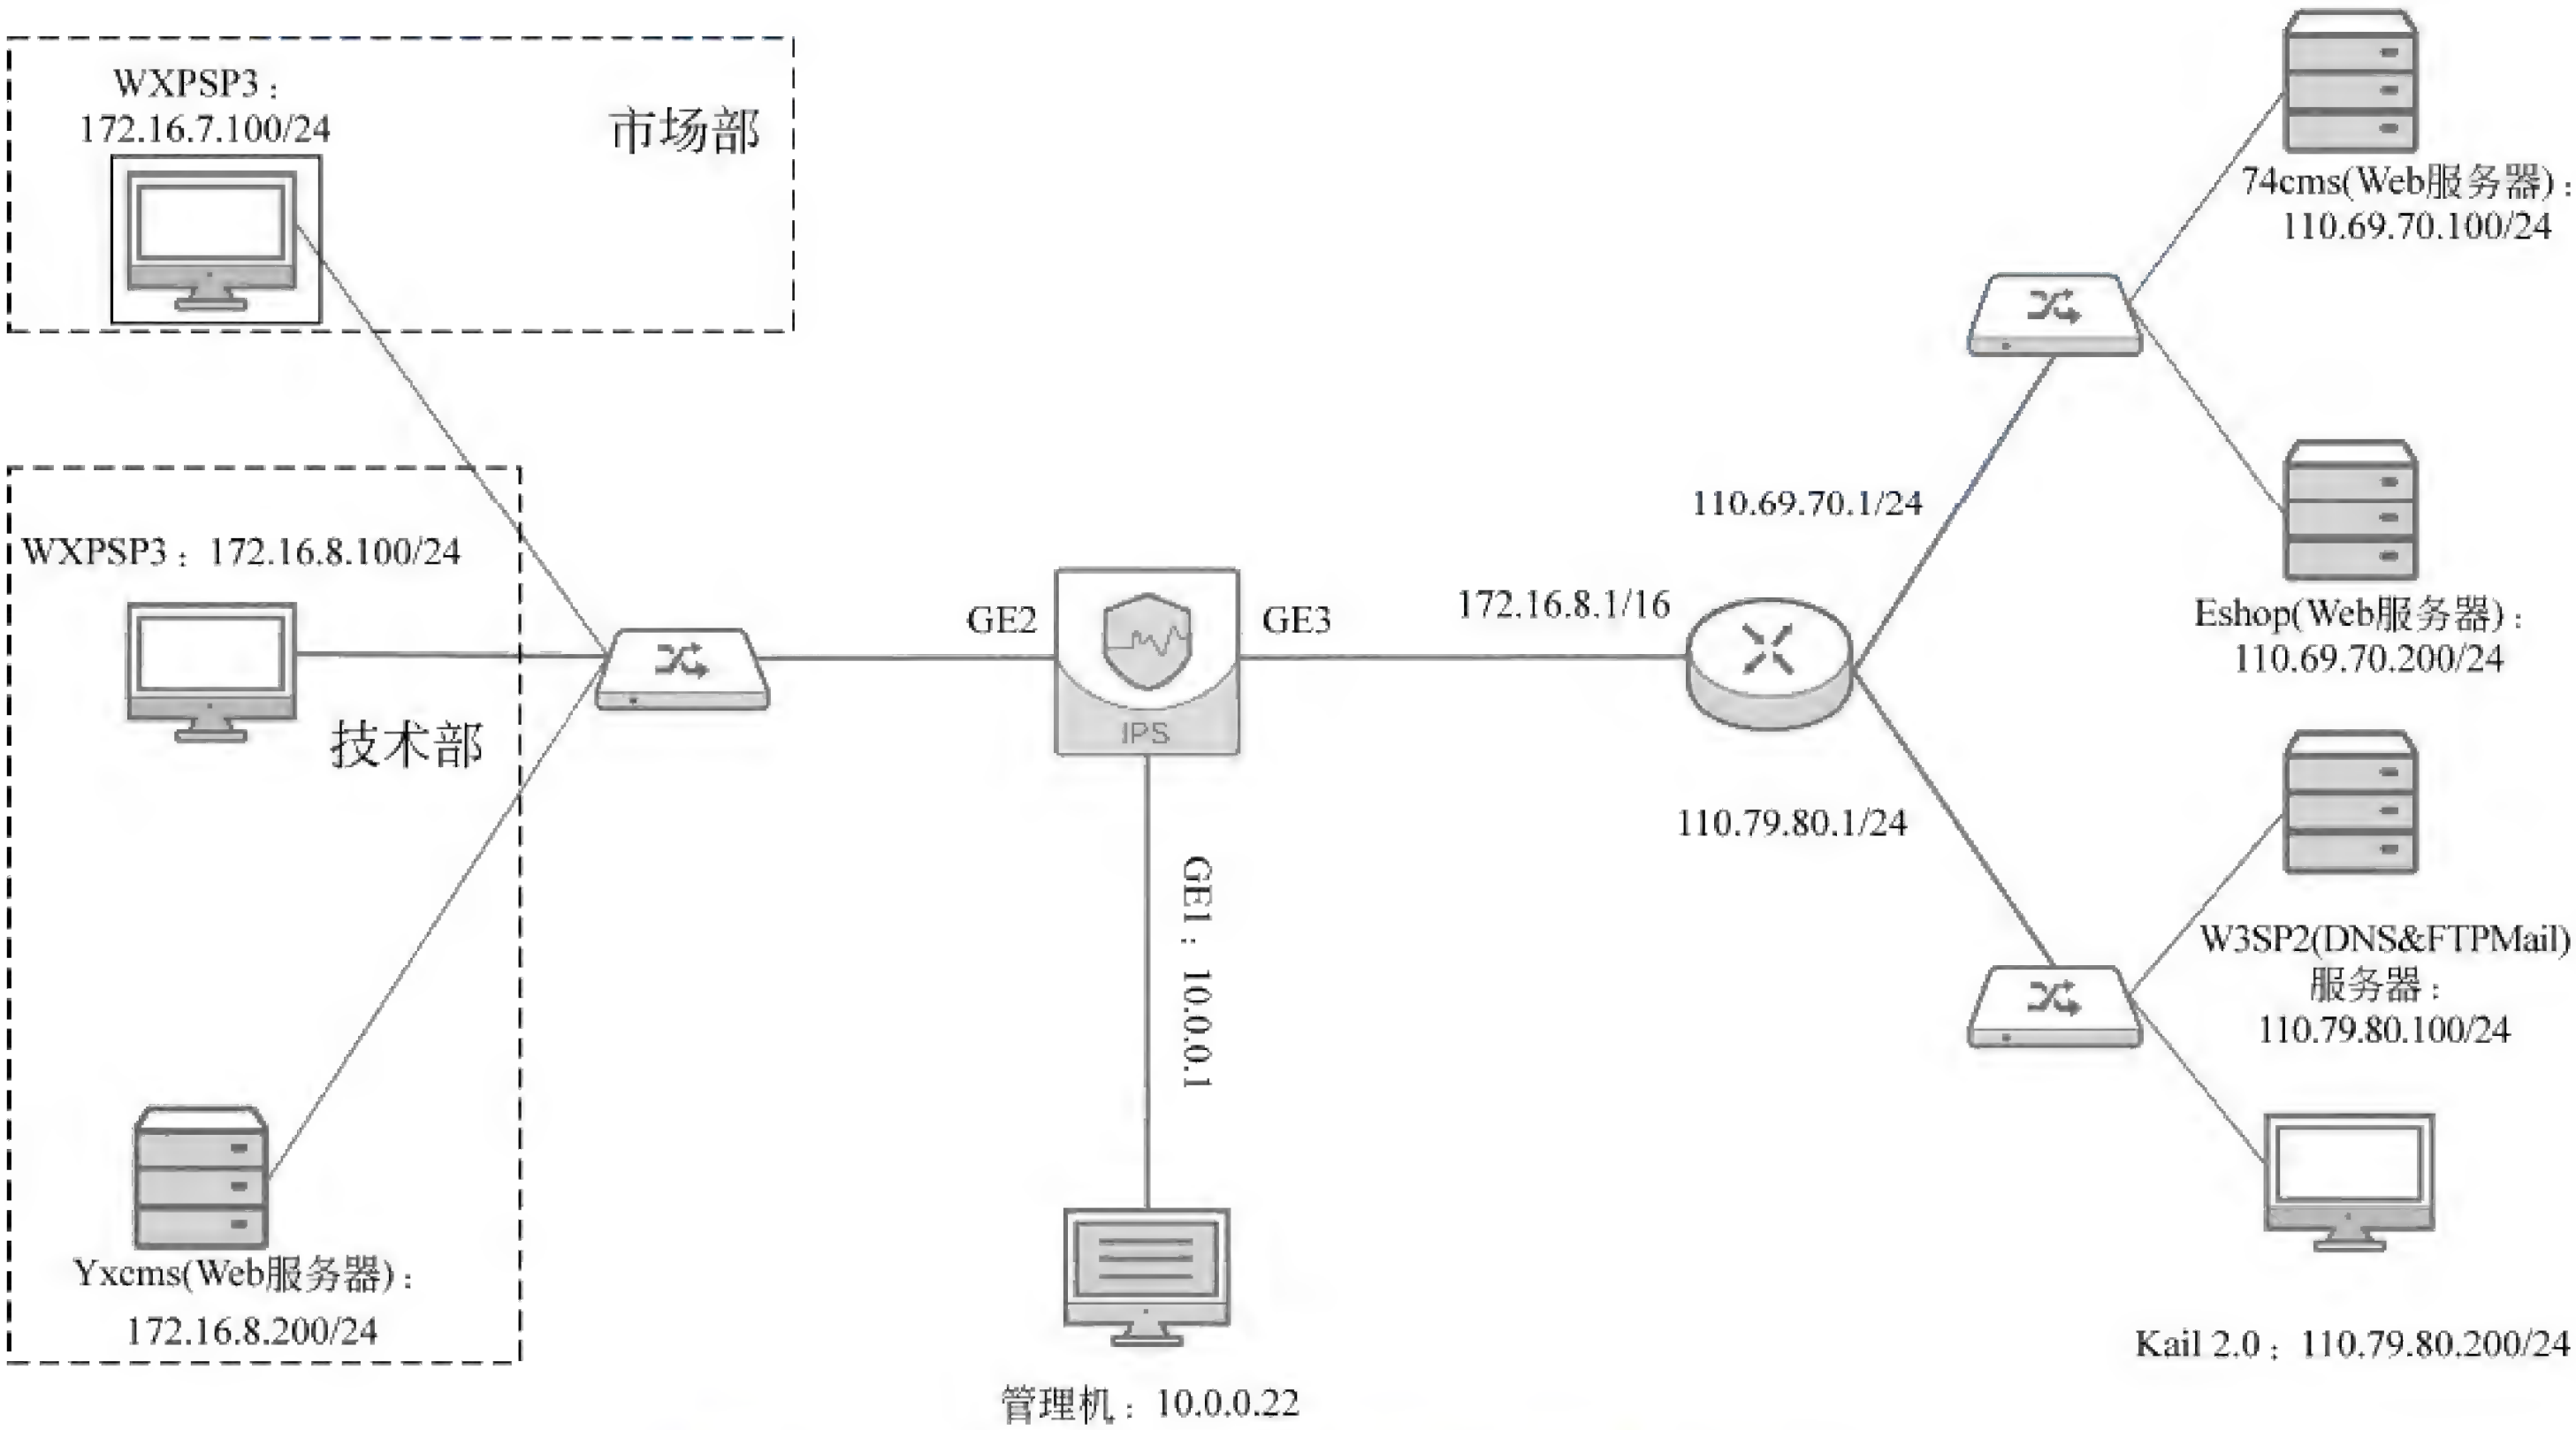 WXPSP3：
172.16.7.100/24
市场部
WXPSP3：172.16.8.100/24
技术部
Yxcms(Web服务器)：
172.16.8.200/24
GE2
IPS
GE3
GE1：10.0.0.1
管理机：10.0.0.22
172.16.8.1/16
110.69.70.1/24
110.79.80.1/24
74cms(Web服务器)：
110.69.70.100/24
Eshop(Web服务器)：
110.69.70.200/24
W3SP2(DNS&FTPMail)
服务器：
110.79.80.100/24
Kail 2.0：110.79.80.200/24